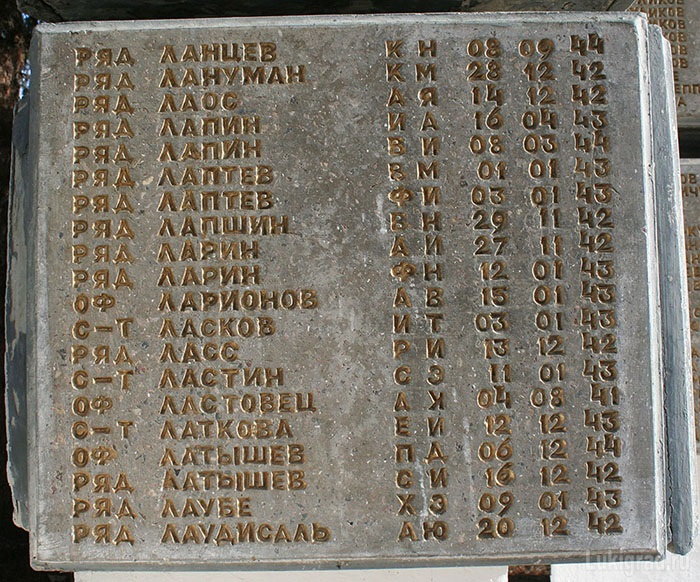 РЯД ЛАНЦЕВ К Н 08 09 44
РЯД ЛАНУМАН К М 28 12 42
РЯД ЛАОС А Я 14 12 42
РЯД ЛАПИН И А 16 04 43
РЯД ЛАПИН В И 08 03 44
РЯД ЛАПТЕВ В М 01 01 43
РЯД ЛАПТЕВ Ф И 03 01 43
РЯД ЛАПШИН В Н 29 11 42
РЯД ЛАРИН А И 27 11 42
РЯД ЛАРИН Ф Н 12 01 43
ОФ ЛАРИОНОВ А В 15 01 43
С-Т ЛАСКОВ И Т 03 01 43
РЯД ЛАСС Р И 13 12 42
С-Т ЛАСТИН С Э 11 01 43
ОФ ЛАСТОВЕЦ А Ж 04 08 41
С-Т ЛАТКОВА Е И 12 12 43
ОФ ЛАТЫШЕВ П Д 06 12 44
РЯД ЛАТЫШЕВ С И 16 12 42
РЯД ЛАУБЕ Х Э 09 01 43
РЯД ЛАУДИСАЛЬ А Ю 20 12 42
Lukigrad.ru